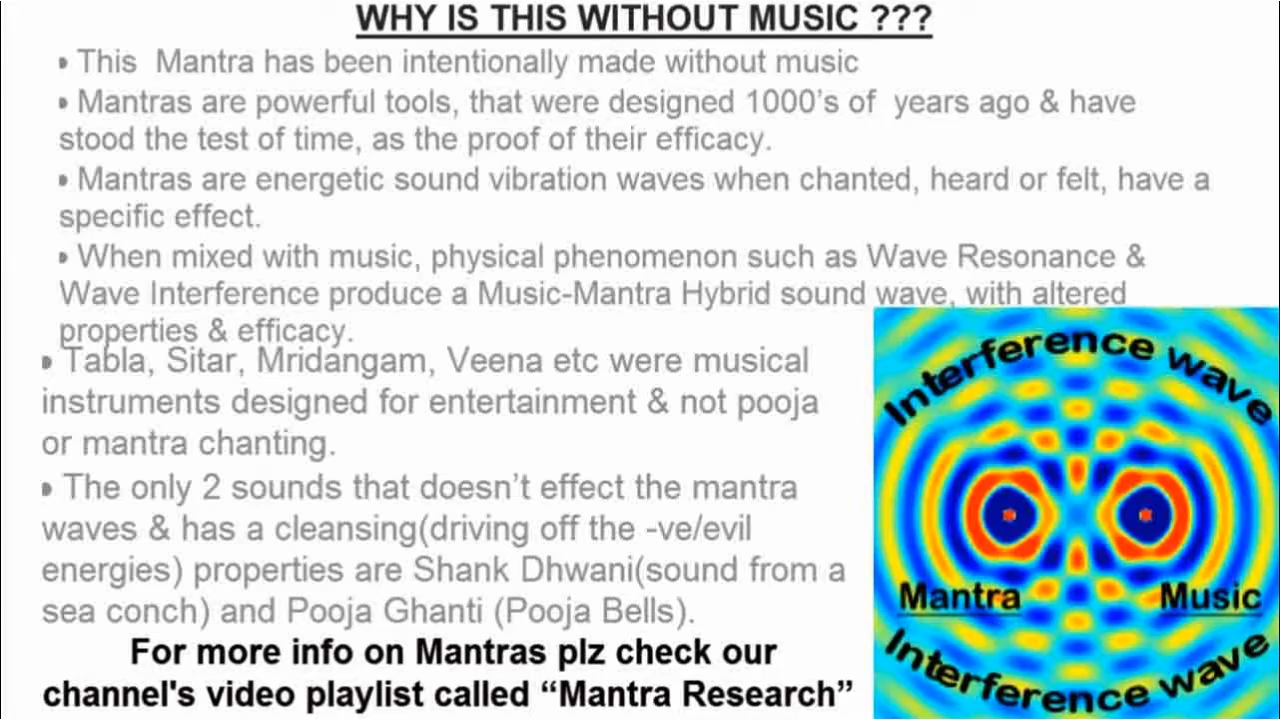 WHY IS THIS WITHOUT MUSIC ???
• This  Mantra has been intentionally made without music
• Mantras are powerful tools, that were designed 1000’s of  years ago & have
stood the test of time, as the proof of their efficacy.
• Mantras are energetic sound vibration waves when chanted, heard or felt, have a
specific effect.
• When mixed with music, physical phenomenon such as Wave Resonance &
Wave Interference produce a Music-Mantra Hybrid sound wave, with altered
properties & efficacy.
• Tabla, Sitar, Mridangam, Veena etc were musical
instruments designed for entertainment & not pooja
or mantra chanting.
• The only 2 sounds that doesn’t effect the mantra
waves & has a cleansing(driving off the -ve/evil
energies) properties are Shank Dhwani(sound from a
sea conch) and Pooja Ghanti (Pooja Bells).
For more info on Mantras plz check our
channel's video playlist called “Mantra Research”
Interference wave
Mantra
Music
Interference wave